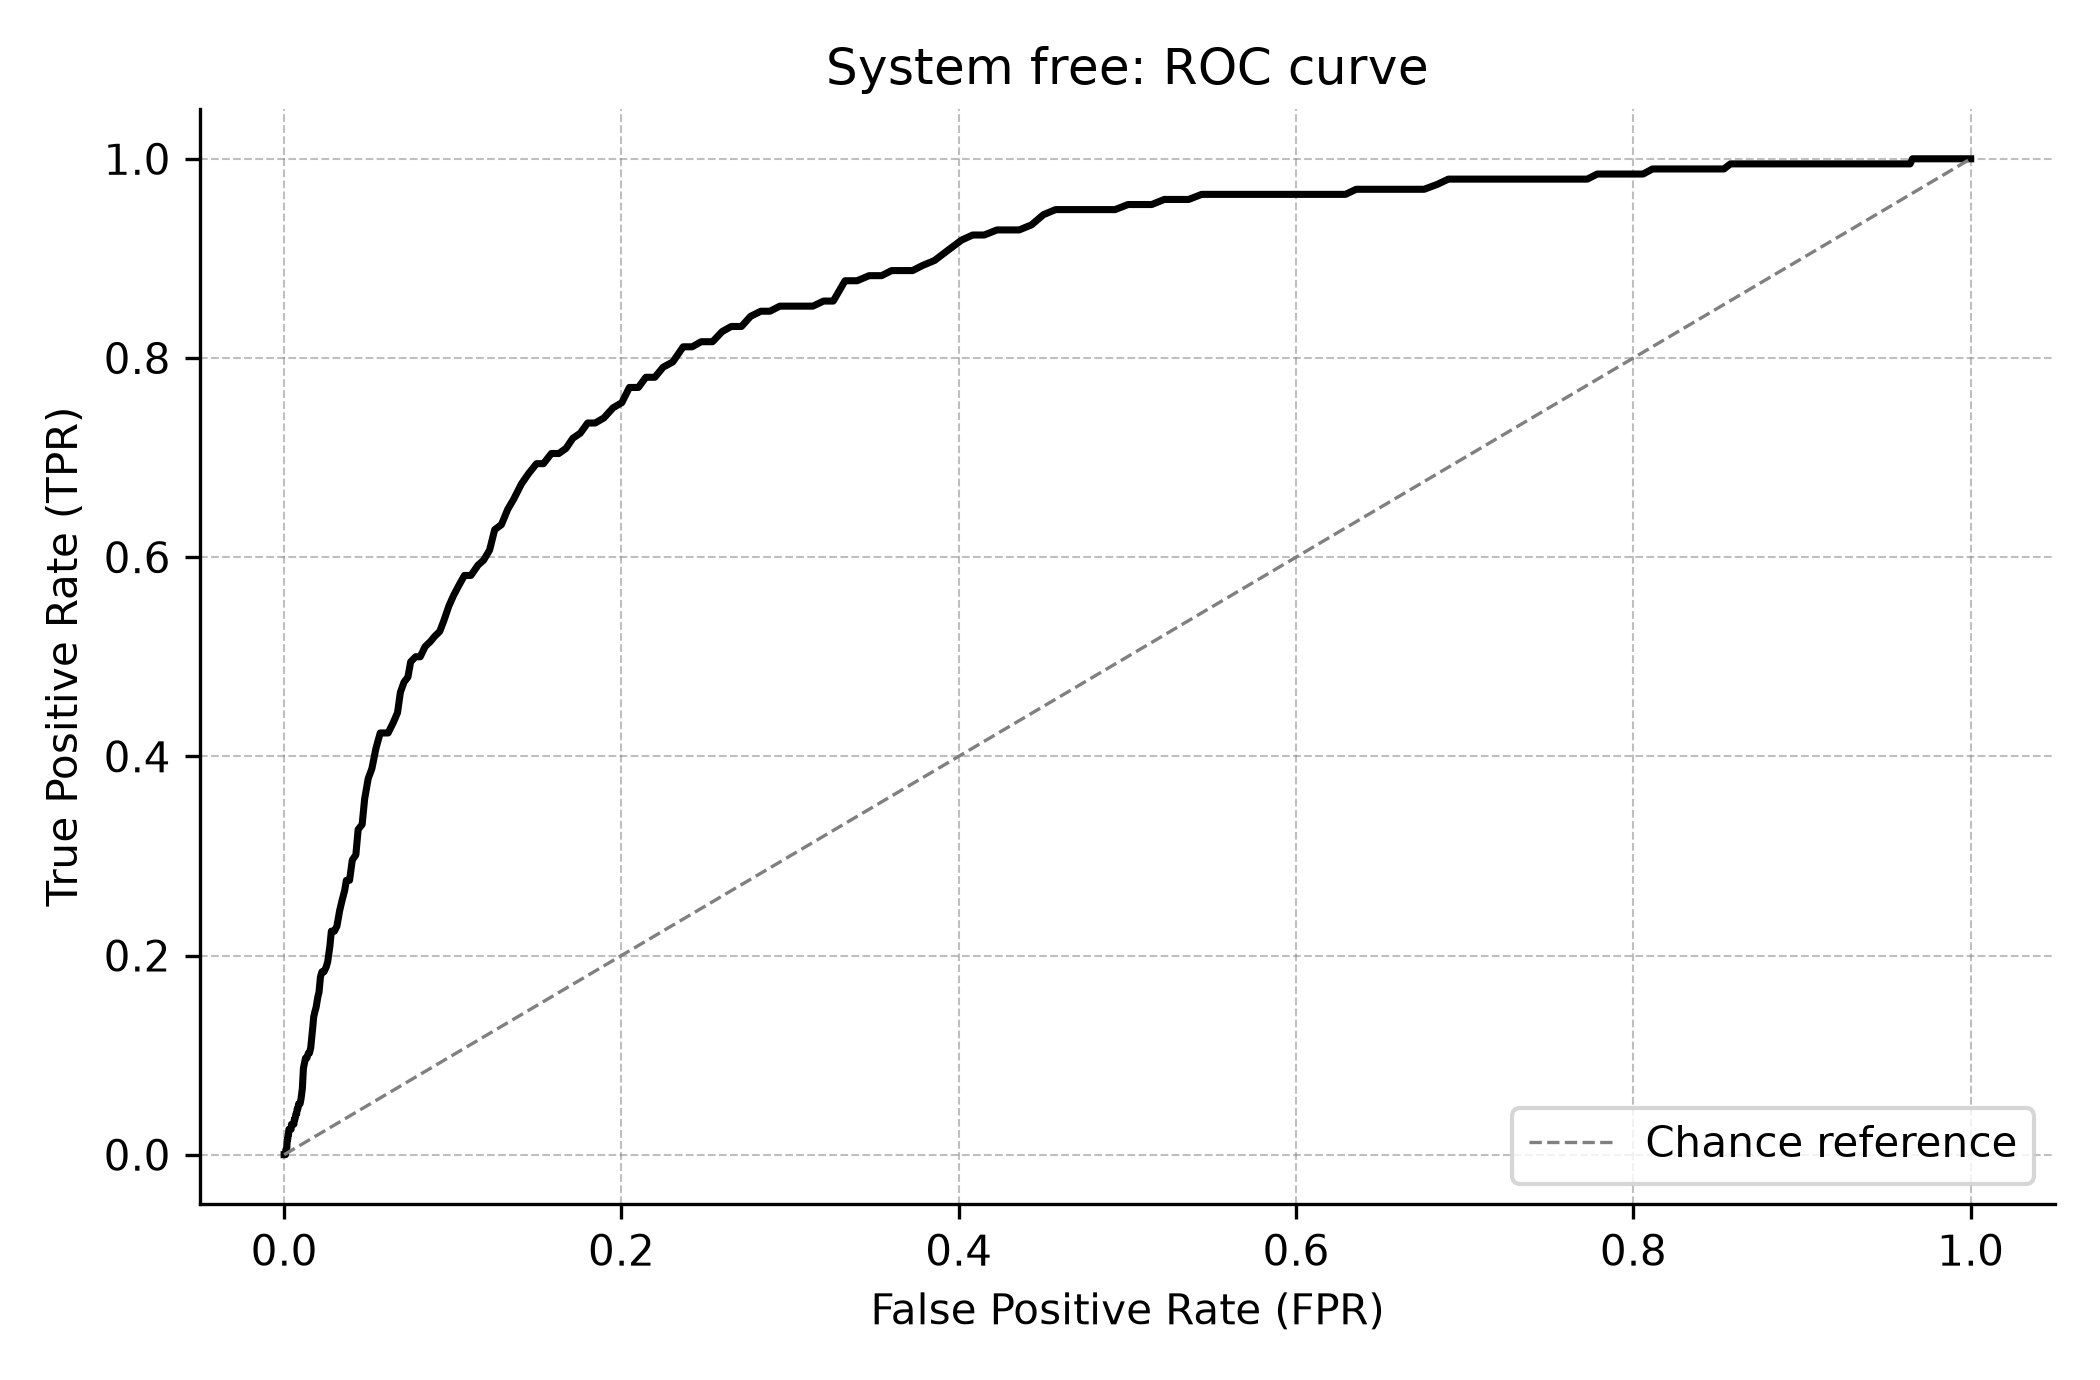 System free: ROC curve
True Positive Rate (TPR)
1.0
0.8
0.6
0.4
0.2
0.0
Chance reference
0.0 0.2 0.4 0.6 0.8 1.0
False Positive Rate (FPR)